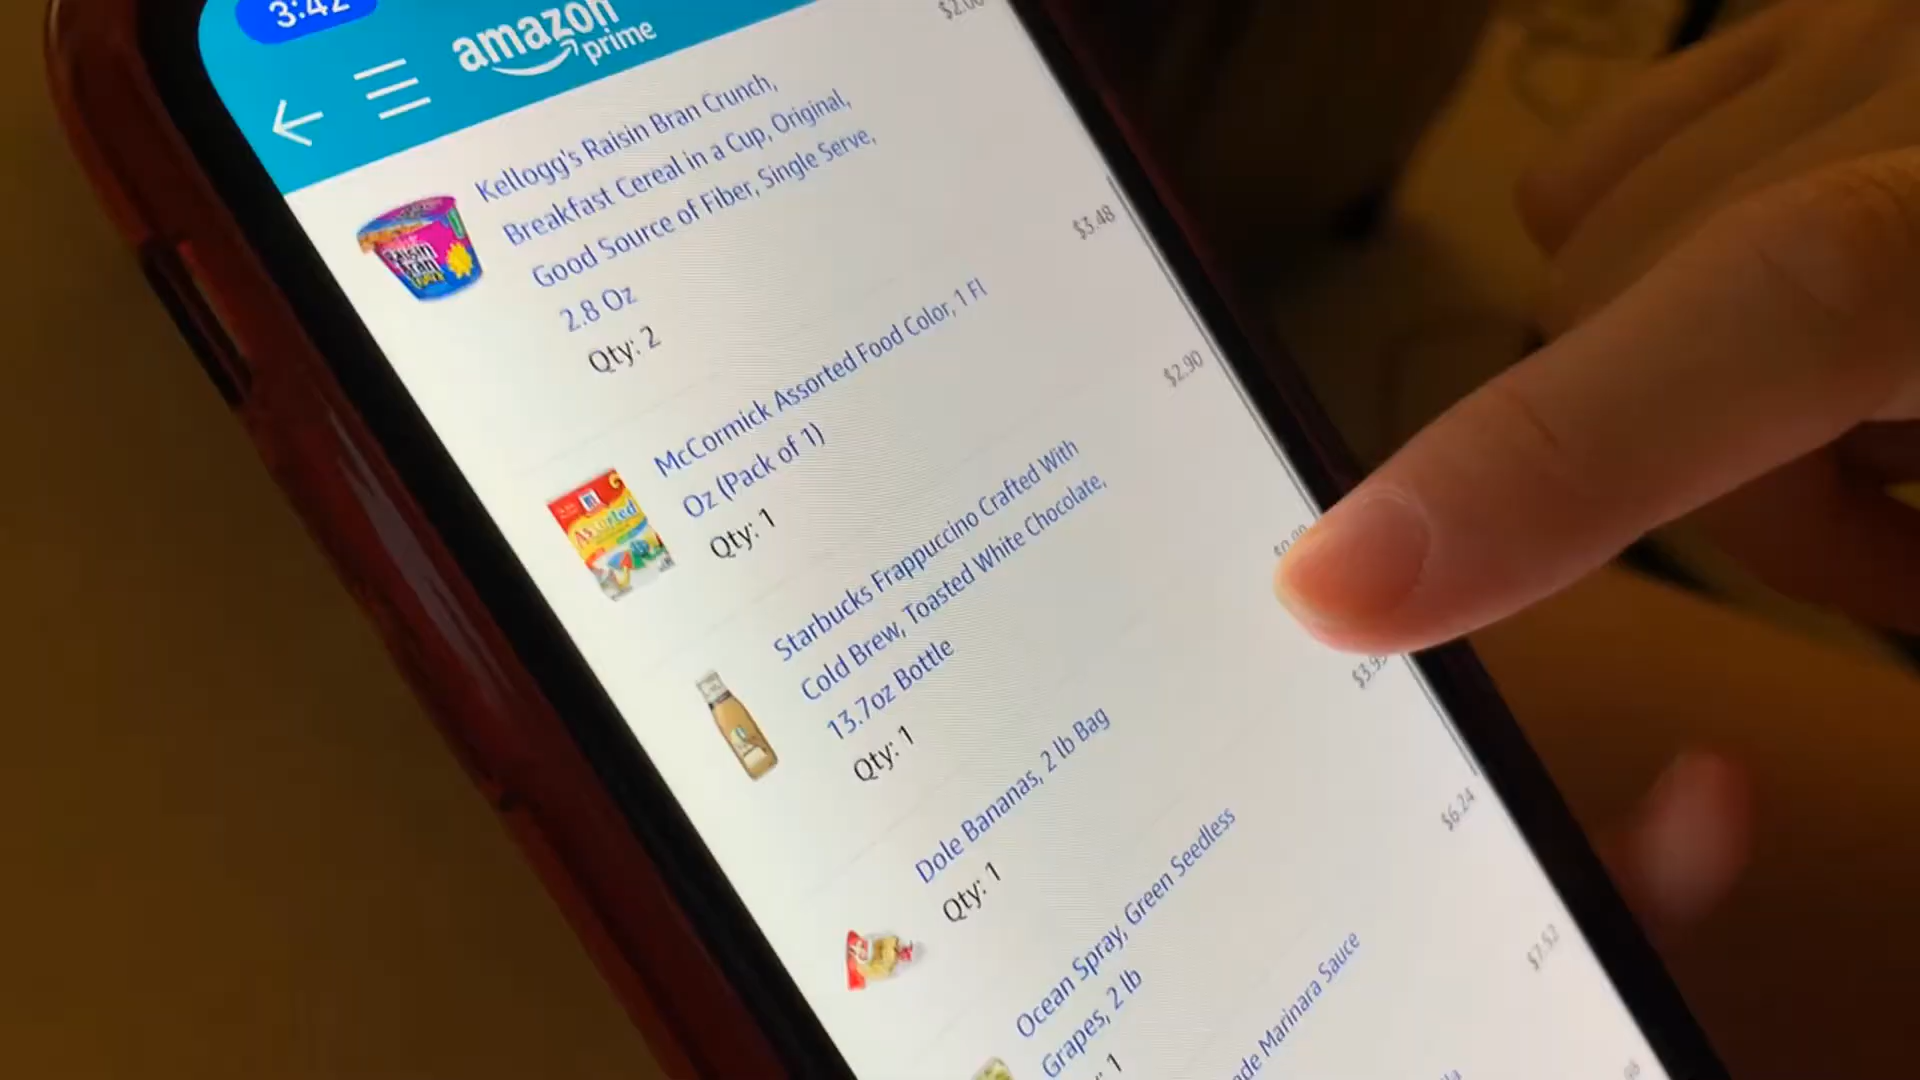 3:42
amazon
prime
$2.00
Kellogg's Raisin Bran Crunch,
Breakfast Cereal in a Cup, Original,
Good Source of Fiber, Single Serve,
2.8 Oz
Qty: 2
Raisin
Bran
$3.48
McCormick Assorted Food Color, 1 Fl
Oz (Pack of 1)
Qty: 1
Assorted
$2.90
Starbucks Frappuccino Crafted With
Cold Brew, Toasted White Chocolate,
13.7oz Bottle
Qty: 1
Dole Bananas, 2 lb Bag
Qty: 1
Ocean Spray, Green Seedless
Grapes, 2 lb
1
$6.24
Marinara Sauce
$7.52